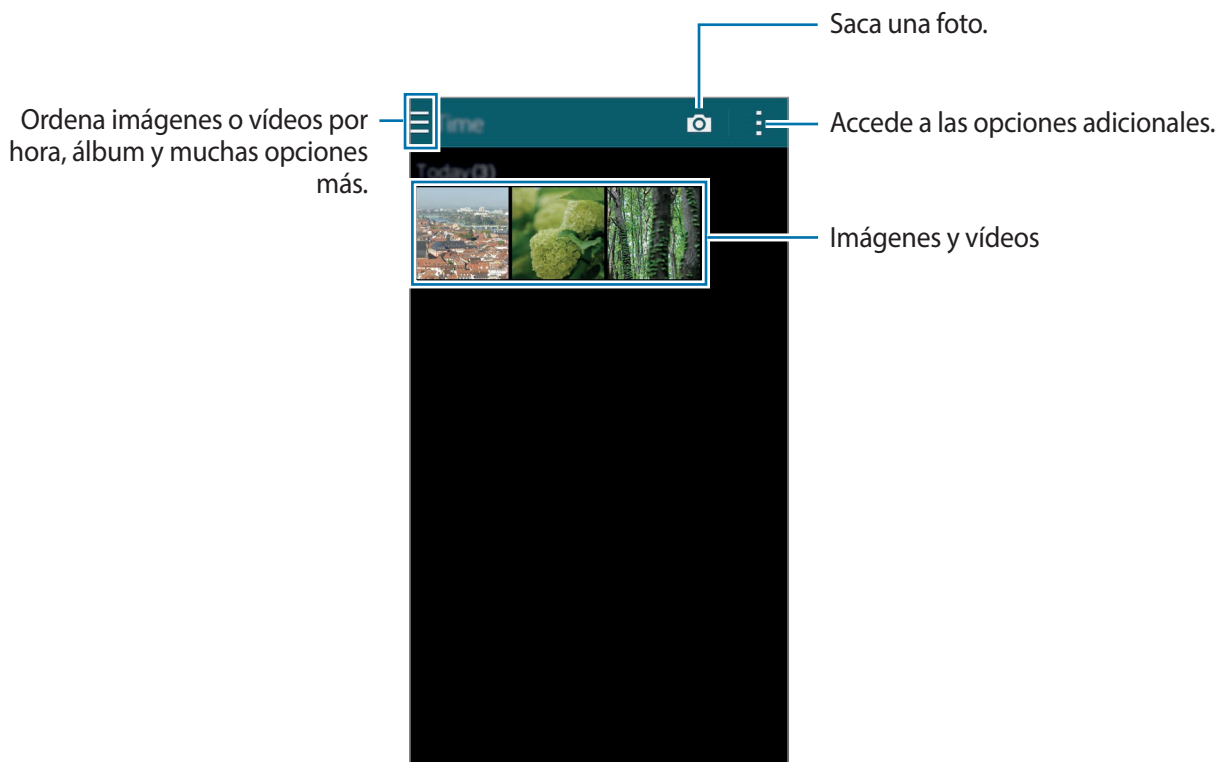 Saca una foto.
Ordena imágenes o vídeos por
hora, álbum y muchas opciones
más.
Time
Accede a las opciones adicionales.
Today(3)
Imágenes y vídeos